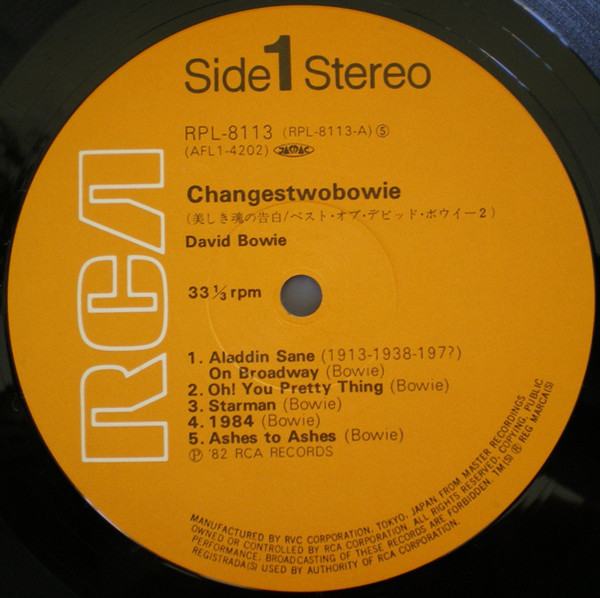 Side 1 Stereo
RPL-8113 (RPL-8113-A) Ⓢ
(AFL1-4202) JASRAC
RCA
Changestwobowie
(美しき魂の告白/ベスト・オブ・デビッド・ボウイー2)
David Bowie
33 1/3 rpm
1. Aladdin Sane (1913-1938-197?)
On Broadway (Bowie)
2. Oh! You Pretty Thing (Bowie)
3. Starman (Bowie)
4. 1984 (Bowie)
5. Ashes to Ashes (Bowie)
Ⓟ '82 RCA RECORDS
MANUFACTURED BY RVC CORPORATION, TOKYO, JAPAN. FROM MASTER RECORDINGS
OWNED OR CONTROLLED BY RCA CORPORATION. ALL RIGHTS RESERVED. COPYING, PUBLIC
PERFORMANCE, BROADCASTING OF THESE RECORDS ARE FORBIDDEN. TM(S) ® REG MARCA(S)
REGISTRADA(S) USED BY AUTHORITY OF RCA CORPORATION.